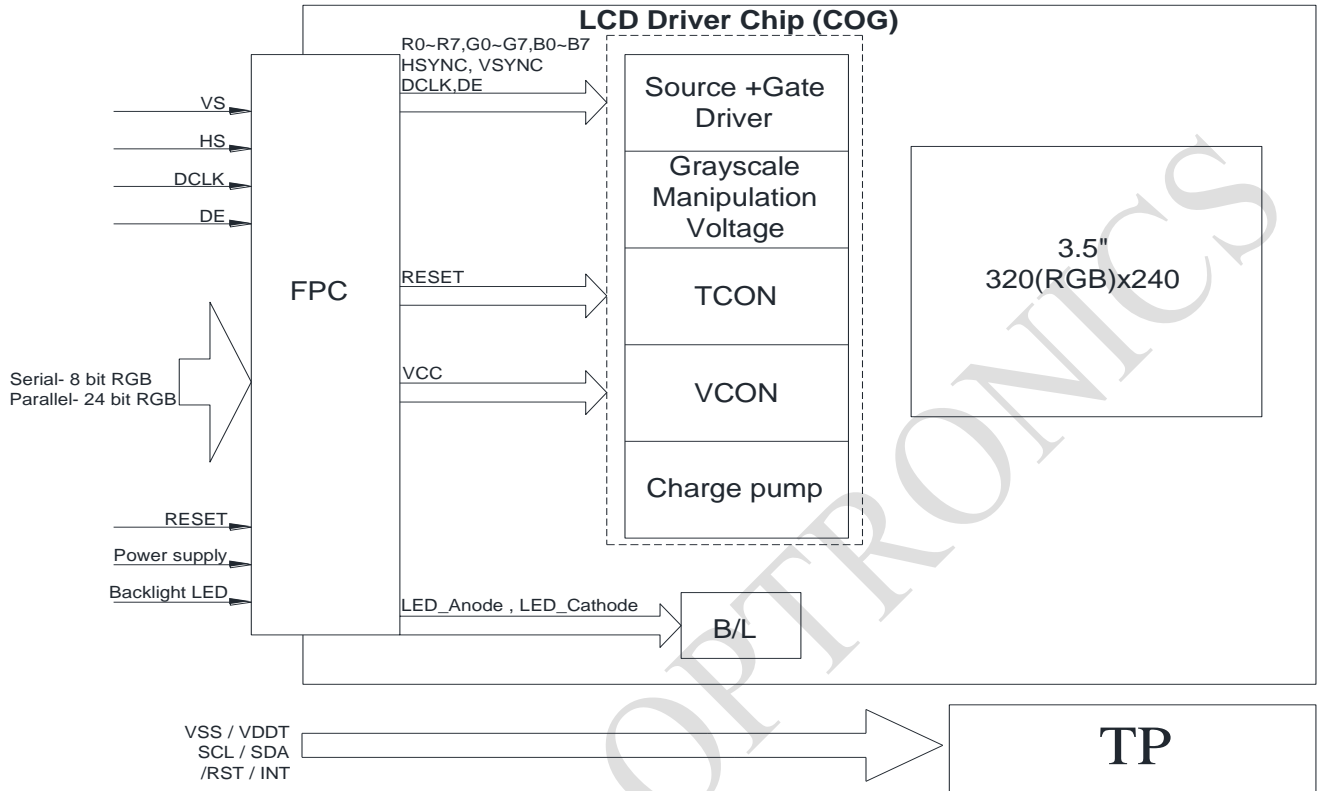 LCD Driver Chip (COG)
R0~R7,G0~G7,B0~B7
HSYNC, VSYNC
DCLK,DE
VS
HS
DCLK
DE
FPC
Source +Gate
Driver
Grayscale
Manipulation
Voltage
3.5"
320(RGB)x240
RESET
TCON
Serial- 8 bit RGB
Parallel- 24 bit RGB
VCC
VCON
Charge pump
RESET
Power supply
Backlight LED
LED_Anode , LED_Cathode
B/L
VSS / VDDT
SCL / SDA
/RST / INT
TP
OPTRONICS